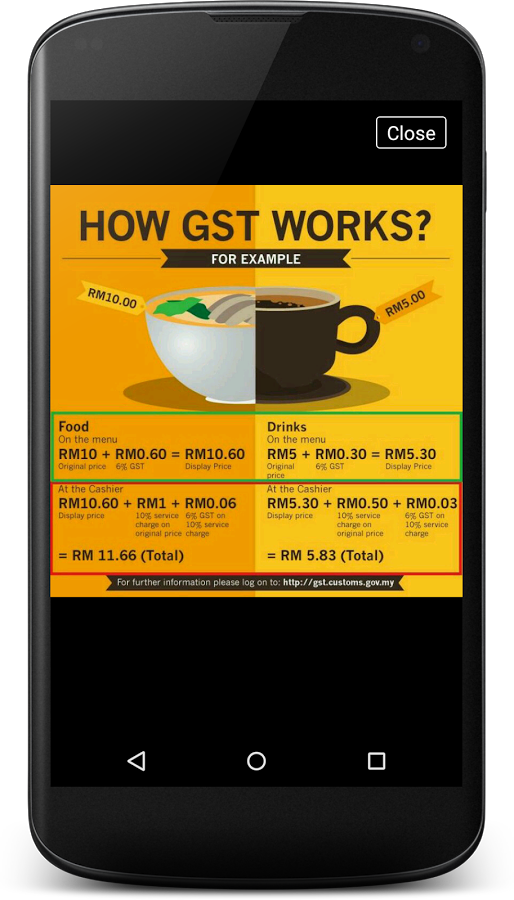 Close
HOW GST WORKS?
FOR EXAMPLE
RM10.00
RM5.00
Food
On the menu
RM10 + RM0.60 = RM10.60
Original price 6% GST Display Price
Drinks
On the menu
RM5 + RM0.30 = RM5.30
Original price 6% GST Display Price
At the Cashier
RM10.60 + RM1 + RM0.06
Display price 10% service charge on original price 6% GST on 10% service charge
= RM 11.66 (Total)
At the Cashier
RM5.30 + RM0.50 + RM0.03
Display price 10% service charge on original price 6% GST on 10% service charge
= RM 5.83 (Total)
For further information please log on to: http://gst.customs.gov.my